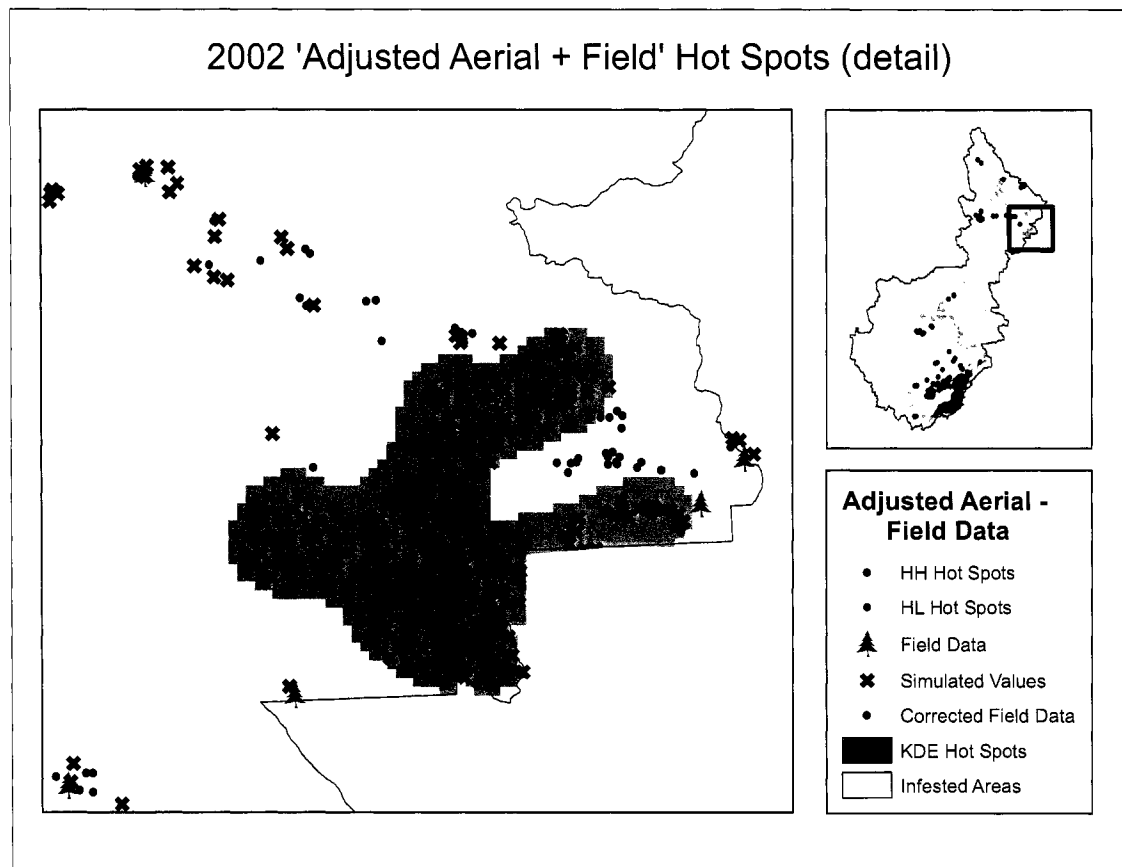 2002 'Adjusted Aerial + Field' Hot Spots (detail)
Adjusted Aerial -
Field Data
HH Hot Spots
HL Hot Spots
Field Data
Simulated Values
Corrected Field Data
KDE Hot Spots
Infested Areas